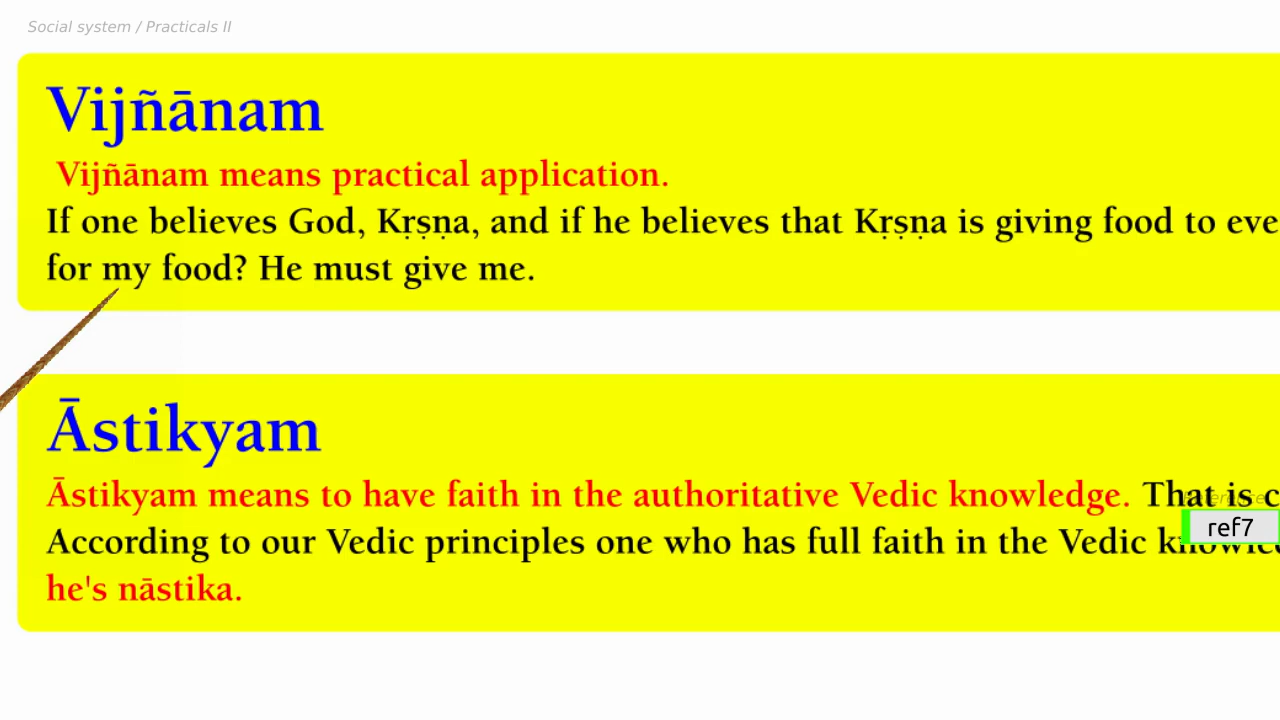 Social system / Practicals II
Vijñānam
Vijñānam means practical application.
If one believes God, Kṛṣṇa, and if he believes that Kṛṣṇa is giving food to eve
for my food? He must give me.
Āstikyam
Āstikyam means to have faith in the authoritative Vedic knowledge. That is c
ref7
According to our Vedic principles one who has full faith in the Vedic
he's nāstika.